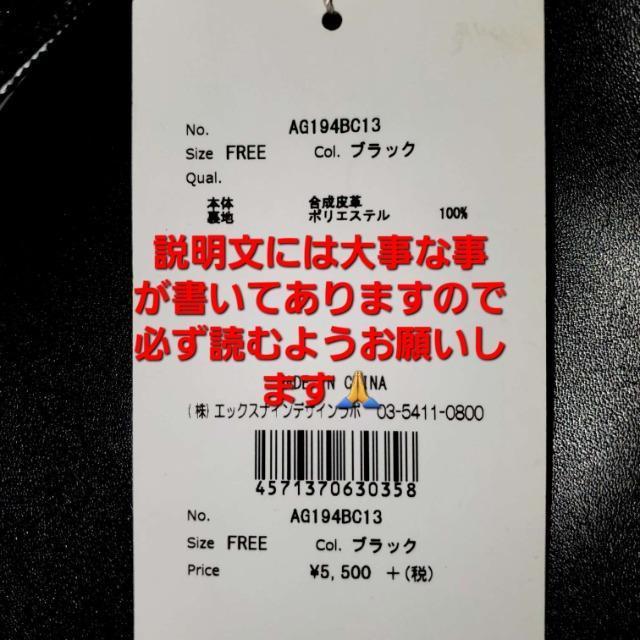 No. AG194BC13
Size FREE Col. ブラック
Qual.
本体 合成皮革
裏地 ポリエステル 100%
説明文には大事な事
が書いてありますので
必ず読むようお願いし
ます🙏
(株)エックスナインデザインラボ 03-5411-0800
4571370630358
No. AG194BC13
Size FREE Col. ブラック
Price ¥5,500 +(税)